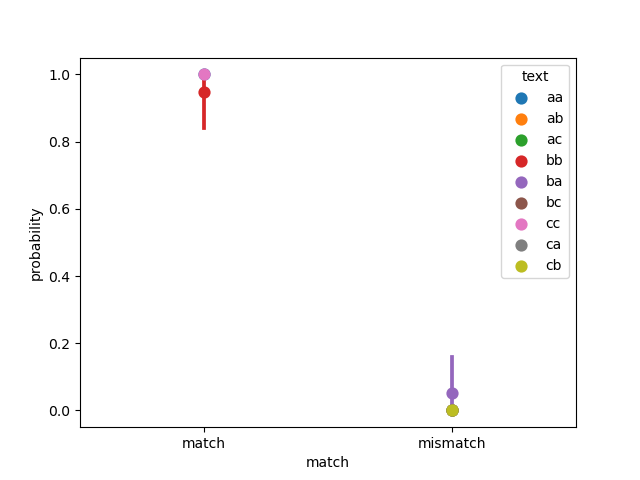 1.0
0.8
0.6
0.4
0.2
0.0
probability
match
mismatch
match
text
aa
ab
ac
bb
ba
bc
cc
ca
cb